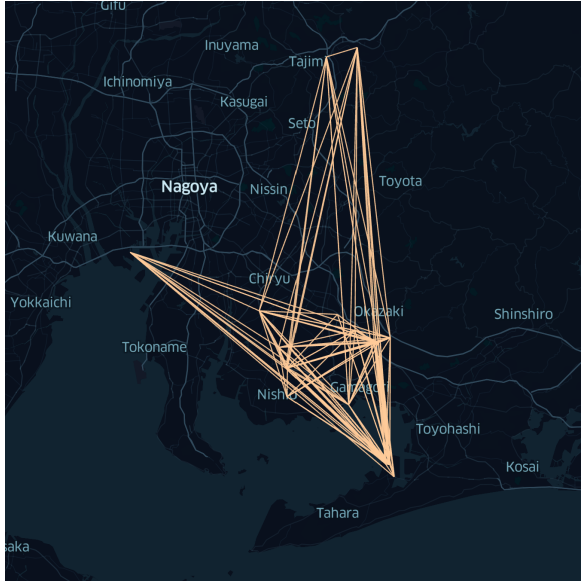 Gifu
Inuyama
Tajimi
Ichinomiya
Kasugai
Seto
Toyota
Nagoya
Nissin
Kuwana
Chiryu
Yokkaichi
Okazaki
Shinshiro
Tokoname
Nishio
Gamagori
Toyohashi
Kosai
Tahara
saka